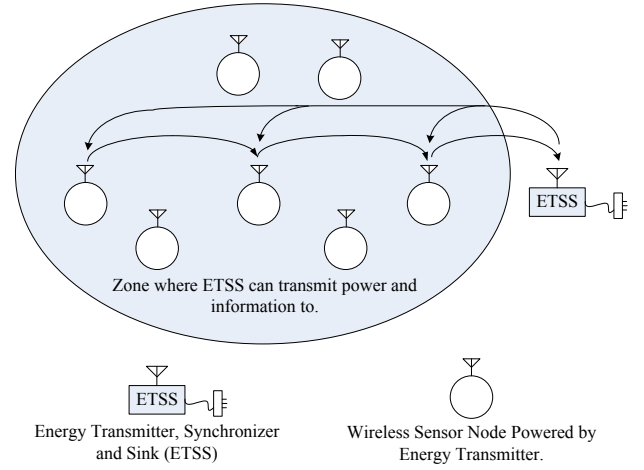 ETSS
Zone where ETSS can transmit power and
information to.
ETSS
Energy Transmitter, Synchronizer
and Sink (ETSS)
Wireless Sensor Node Powered by
Energy Transmitter.